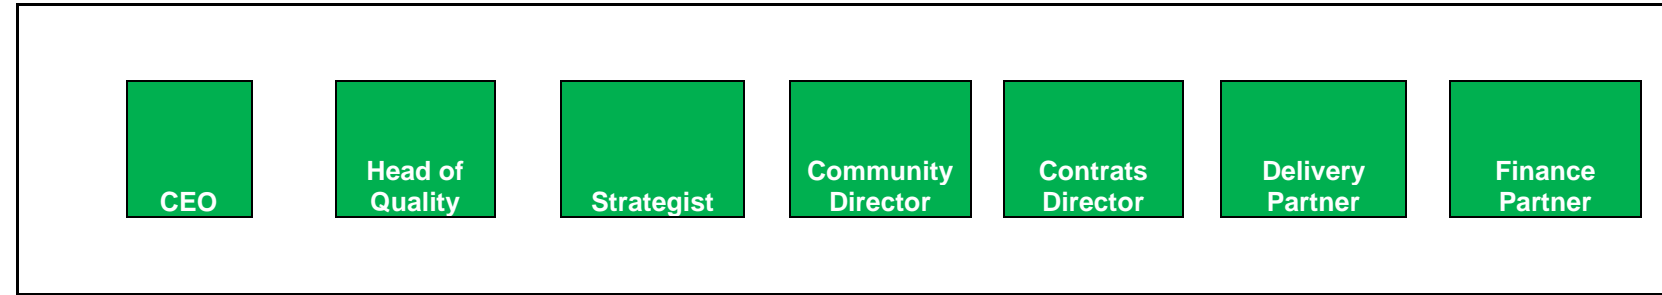 CEO
Head of
Quality
Strategist
Community
Director
Contrats
Director
Delivery
Partner
Finance
Partner